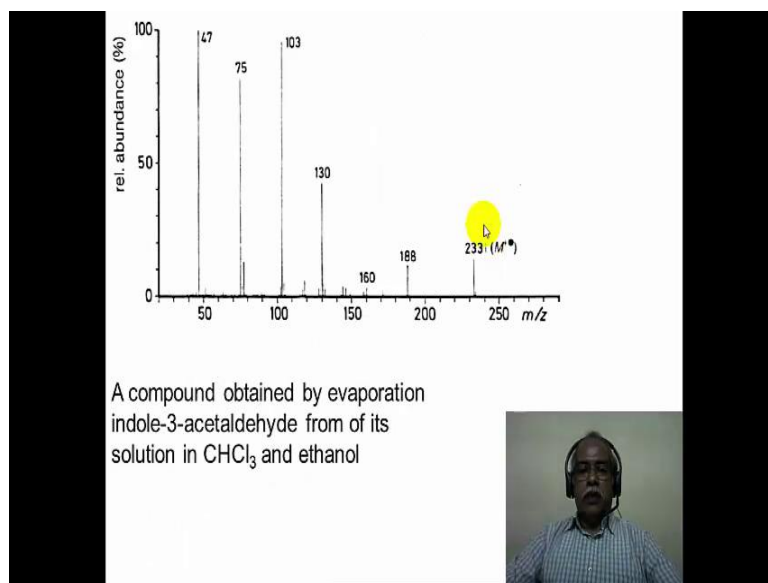 100
47
103
75
rel. abundance (%)
50
130
233 (M⁺•)
188
160
0
50 100 150 200 250 m/z
A compound obtained by evaporation
indole-3-acetaldehyde from of its
solution in CHCl₃ and ethanol